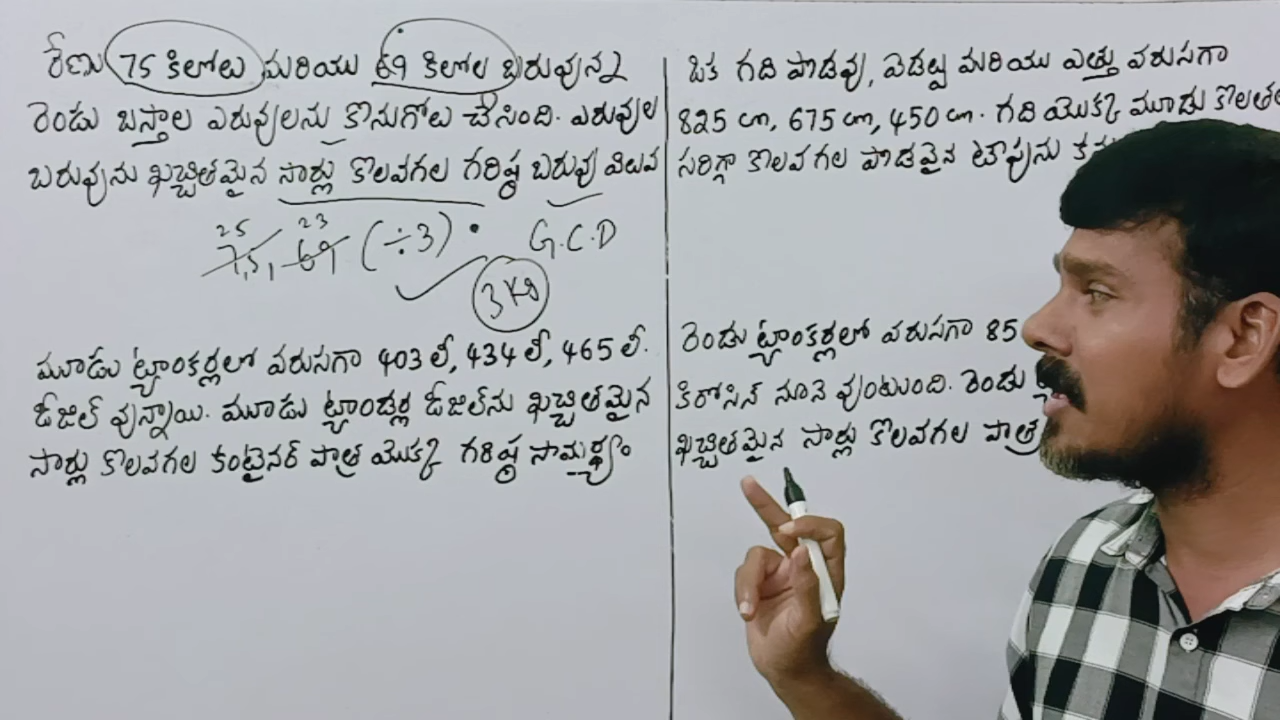 రేణు 75 కిలోలు మరియు 69 కిలోల బరువున్న
రెండు బస్తాల ఎరువులను కొనుగోలు చేసింది. ఎరువుల
బరువును ఖచ్చితమైన సార్లు కొలవగల గరిష్ఠ బరువు విలువ
25 23
75, 69 (÷3) G.C.D
3 KG
మూడు ట్యాంకర్లలో వరుసగా 403 లీ, 434 లీ, 465 లీ.
డీజిల్ వున్నాయి. మూడు ట్యాండర్ల డీజిల్‌ను ఖచ్చితమైన
సార్లు కొలవగల కంటైనర్ పాత్ర యొక్క గరిష్ఠ సామర్థ్యం
ఒక గది పొడవు, వెడల్పు మరియు ఎత్తు వరుసగా
825 cm, 675 cm, 450 cm. గది యొక్క మూడు కొలతల
సరిగ్గా కొలవగల పొడవైన టేపును
రెండు ట్యాంకర్లలో వరుసగా 85
కిరోసిన్ నూనె వుంటుంది. రెండు
ఖచ్చితమైన సార్లు కొలవగల పాత్ర